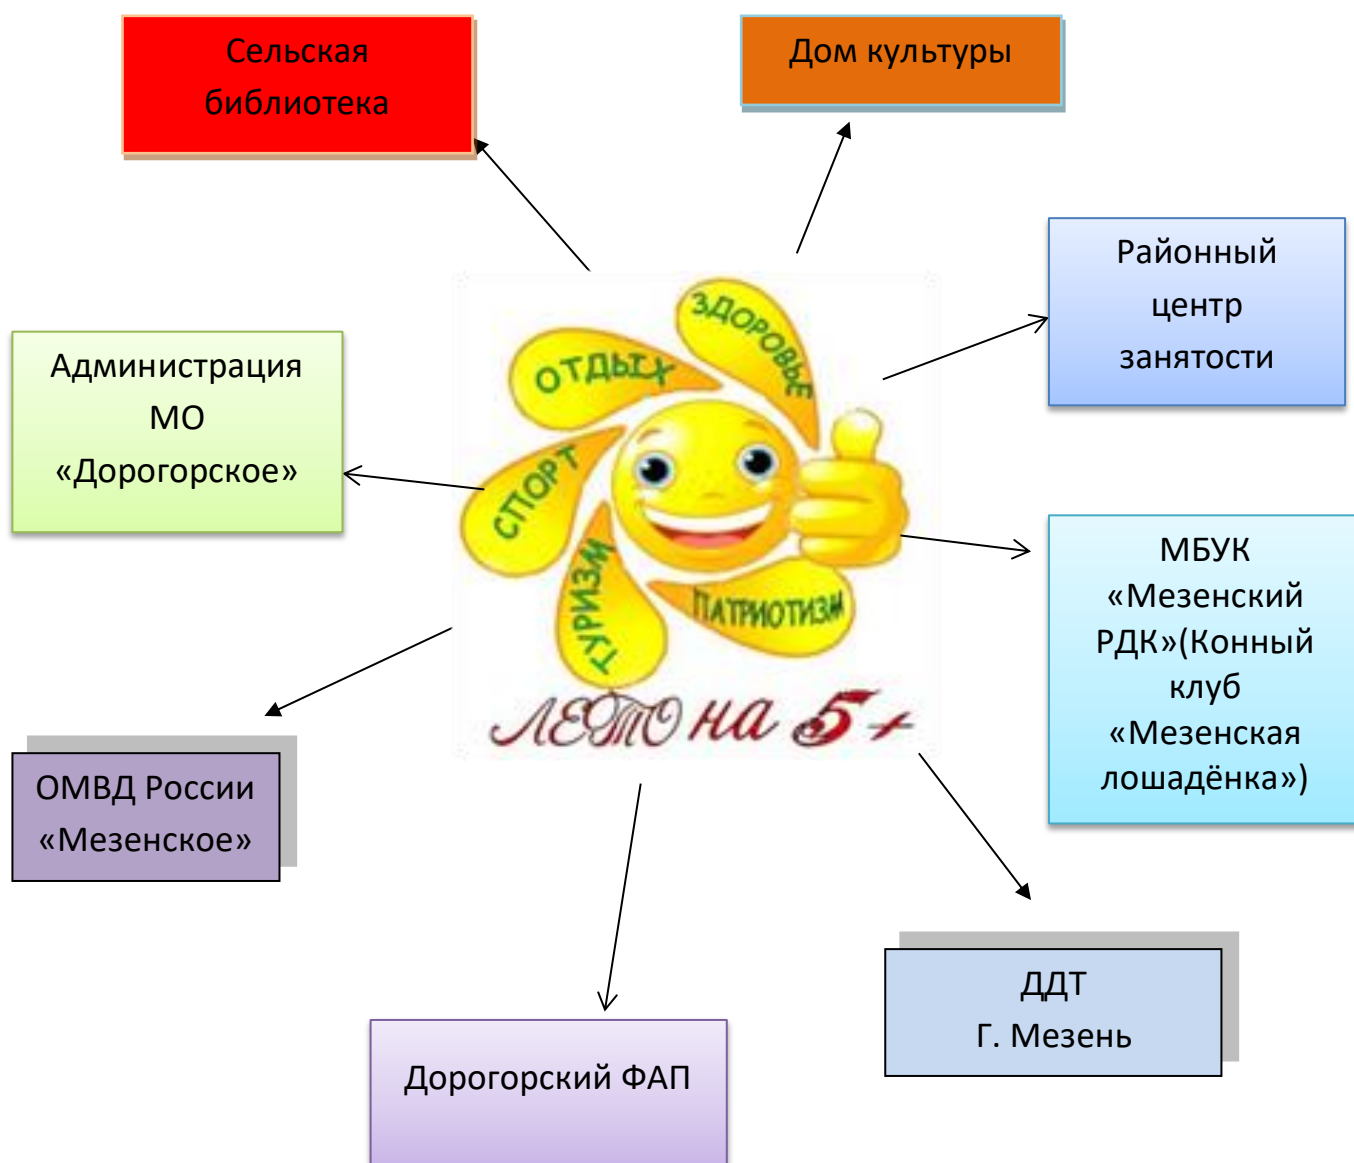 Сельская
библиотека
Дом культуры
Районный
центр
занятости
Администрация
МО
«Дорогорское»
ЗДОРОВЬЕ
ОТДЫХ
СПОРТ
ТУРИЗМ
ПАТРИОТИЗМ
ЛЕТО на 5+
МБУК
«Мезенский
РДК»(Конный
клуб
«Мезенская
лошадёнка»)
ОМВД России
«Мезенское»
ДДТ
Г. Мезень
Дорогорский ФАП